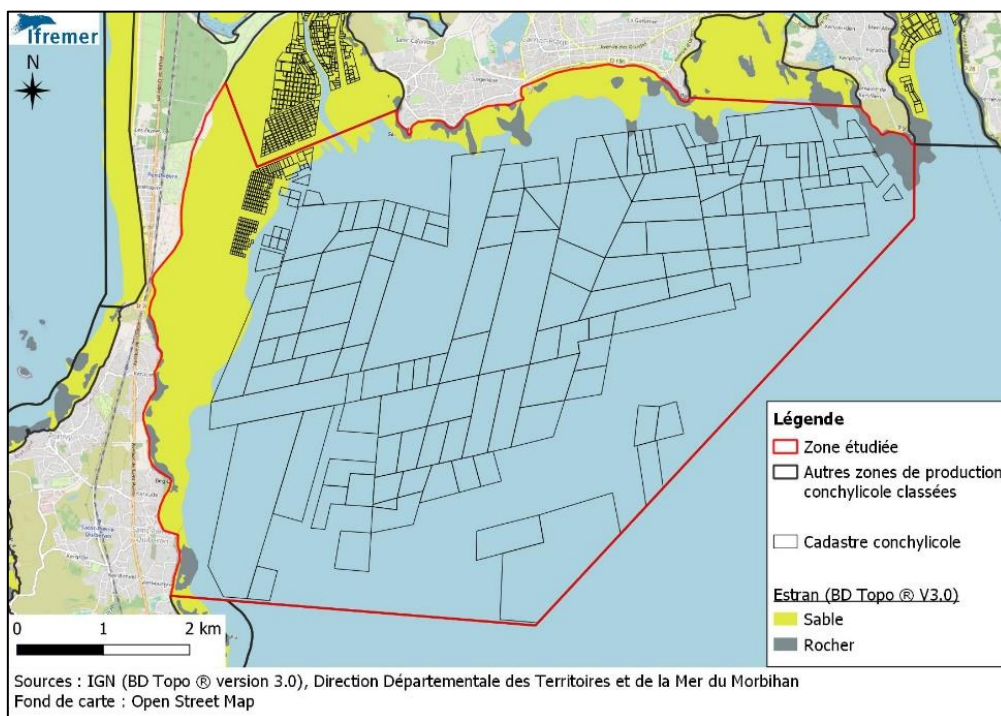 Ifremer
N
Légende
Zone étudiée
Autres zones de production
conchylicole classées
Cadastre conchylicole
Estran (BD Topo ® V3.0)
Sable
Rocher
0 1 2 km
Sources : IGN (BD Topo ® version 3.0), Direction Départementale des Territoires et de la Mer du Morbihan
Fond de carte : Open Street Map